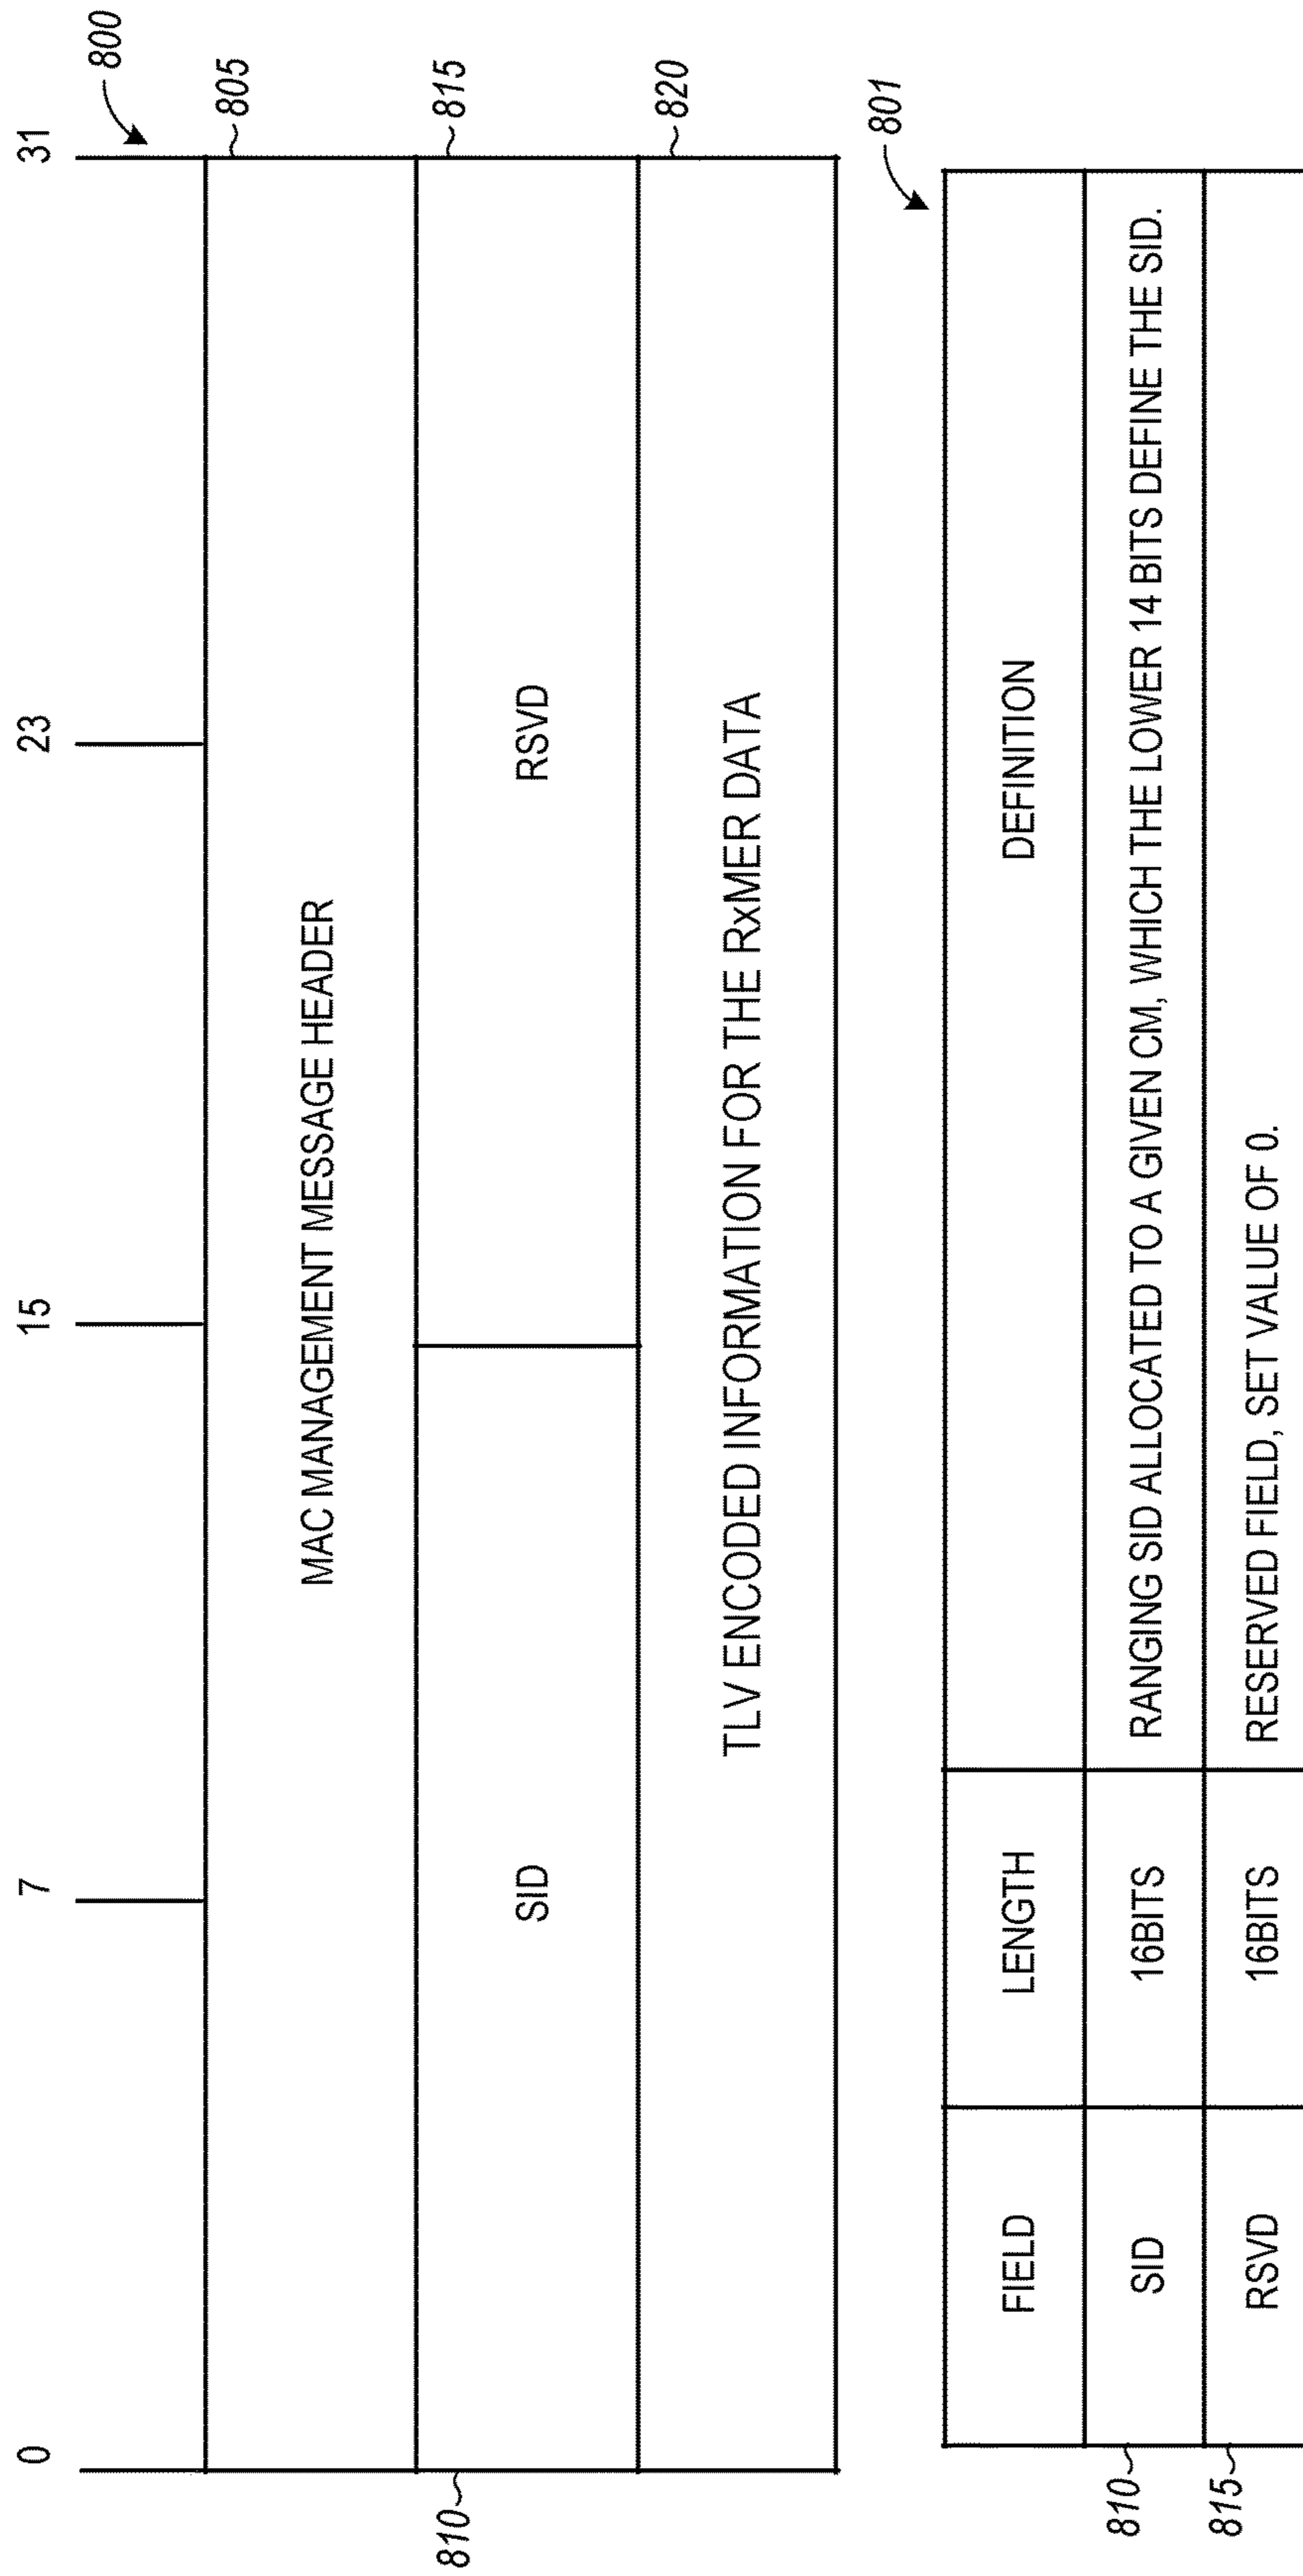 0 7 15 23 31
800
MAC MANAGEMENT MESSAGE HEADER 805
810 SID RSVD 815
TLV ENCODED INFORMATION FOR THE RxMER DATA 820
801
FIELD LENGTH DEFINITION
810 SID 16BITS RANGING SID ALLOCATED TO A GIVEN CM, WHICH THE LOWER 14 BITS DEFINE THE SID.
815 RSVD 16BITS RESERVED FIELD, SET VALUE OF 0.